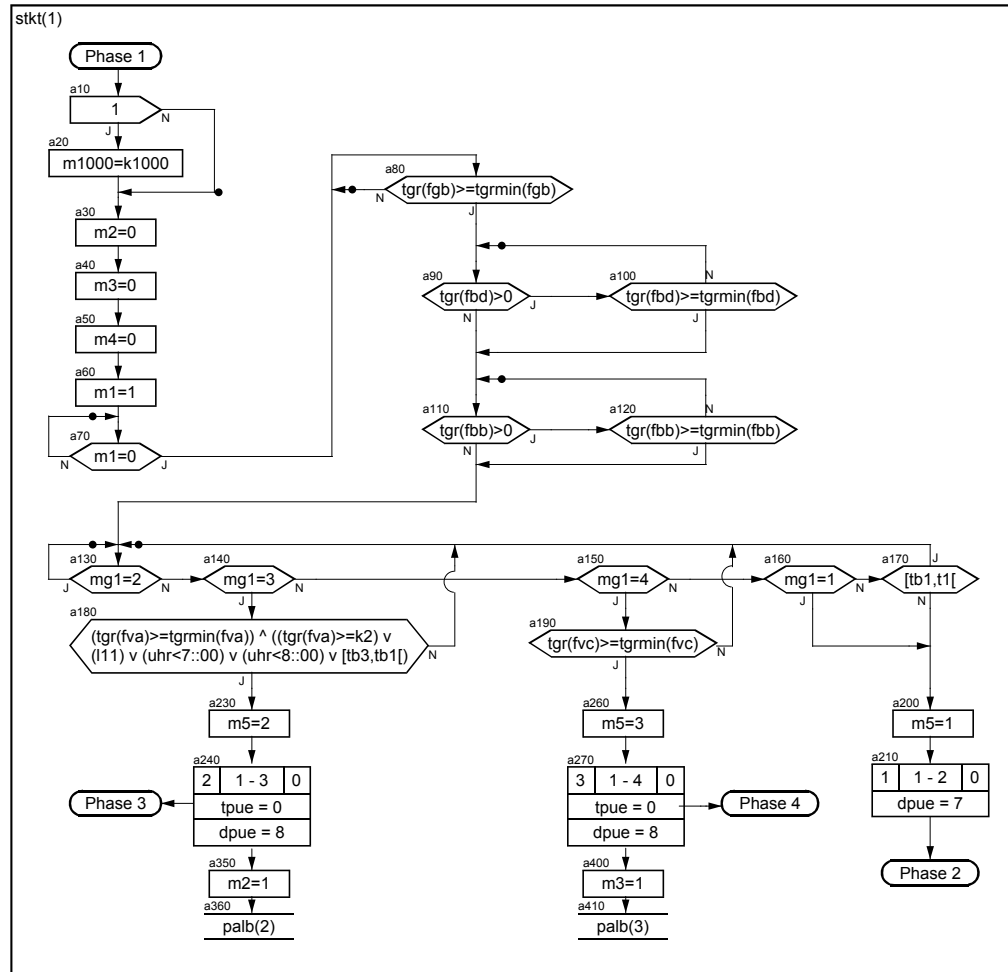 stkt(1)
Phase 1
a10
1
N
J
a20
m1000=k1000
a30
m2=0
a40
m3=0
a50
m4=0
a60
m1=1
a70
m1=0
N
J
a80
tgr(fgb)>=tgrmin(fgb)
N
J
a90
tgr(fbd)>0
J
N
a100
tgr(fbd)>=tgrmin(fbd)
N
J
a110
tgr(fbb)>0
J
N
a120
tgr(fbb)>=tgrmin(fbb)
N
J
a130
mg1=2
J
N
a140
mg1=3
N
J
a150
mg1=4
N
J
a160
mg1=1
N
J
a170
[tb1,t1[
J
N
a180
(tgr(fva)>=tgrmin(fva)) ^ ((tgr(fva)>=k2) v
(l11) v (uhr<7::00) v (uhr<8::00) v [tb3,tb1[)
N
J
a190
tgr(fvc)>=tgrmin(fvc)
N
J
a230
m5=2
a260
m5=3
a200
m5=1
a240
2 1 - 3 0
tpue = 0
dpue = 8
Phase 3
a270
3 1 - 4 0
tpue = 0
dpue = 8
Phase 4
a210
1 1 - 2 0
dpue = 7
Phase 2
a350
m2=1
a360
palb(2)
a400
m3=1
a410
palb(3)